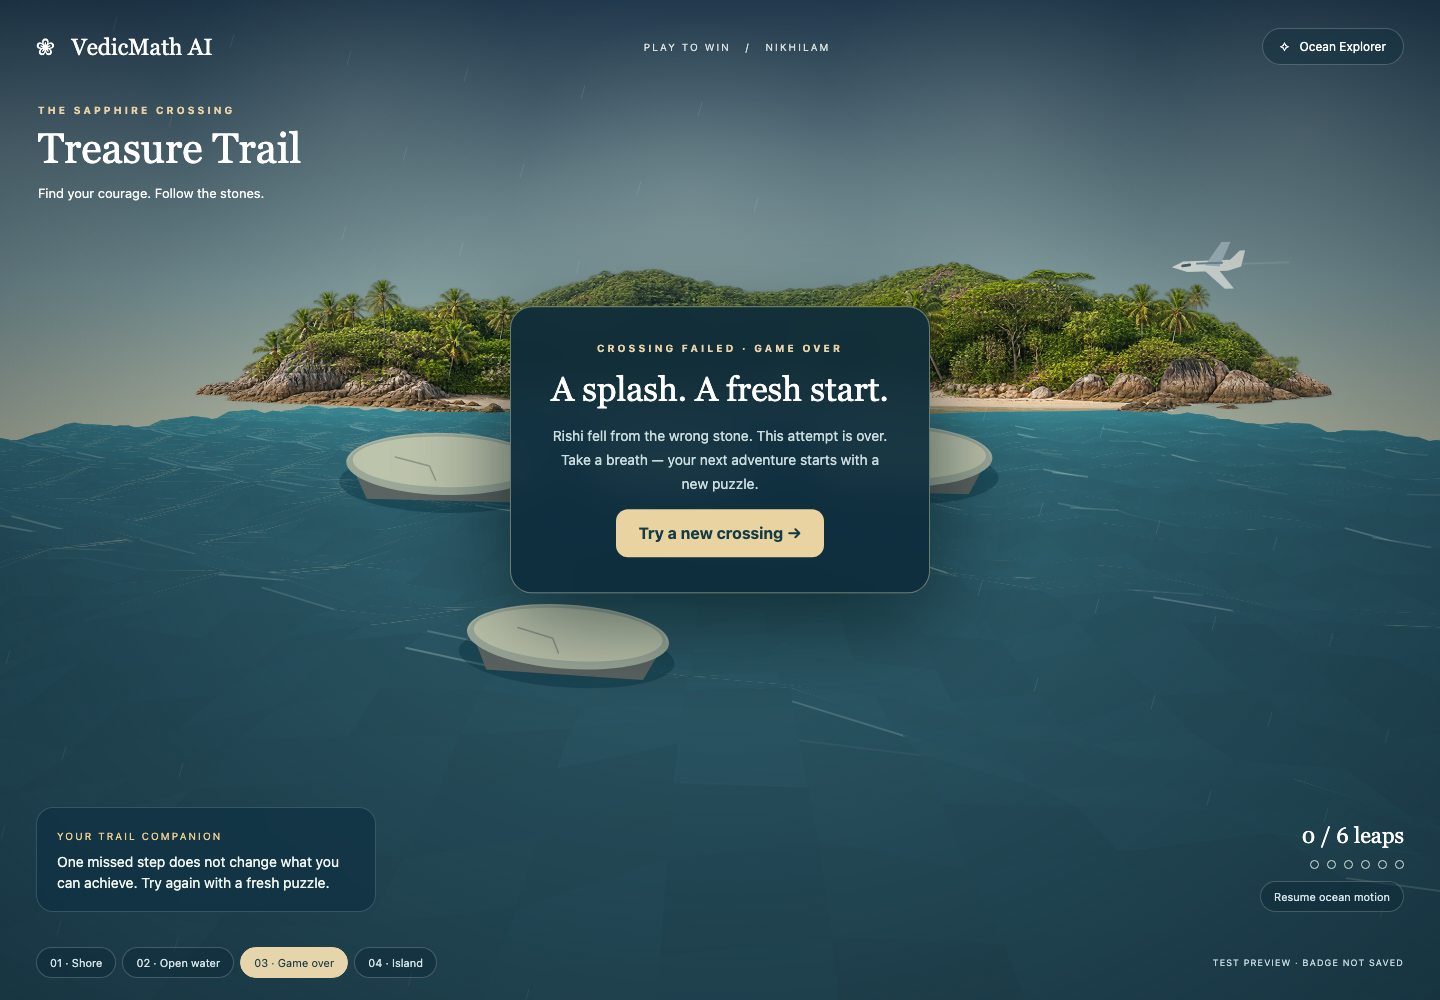 VedicMath AI
PLAY TO WIN / NIKHILAM
Ocean Explorer
THE SAPPHIRE CROSSING
Treasure Trail
Find your courage. Follow the stones.
CROSSING FAILED · GAME OVER
A splash. A fresh start.
Rishi fell from the wrong stone. This attempt is over.
Take a breath — your next adventure starts with a
new puzzle.
Try a new crossing →
YOUR TRAIL COMPANION
One missed step does not change what you
can achieve. Try again with a fresh puzzle.
0 / 6 leaps
Resume ocean motion
01 · Shore
02 · Open water
03 · Game over
04 · Island
TEST PREVIEW · BADGE NOT SAVED